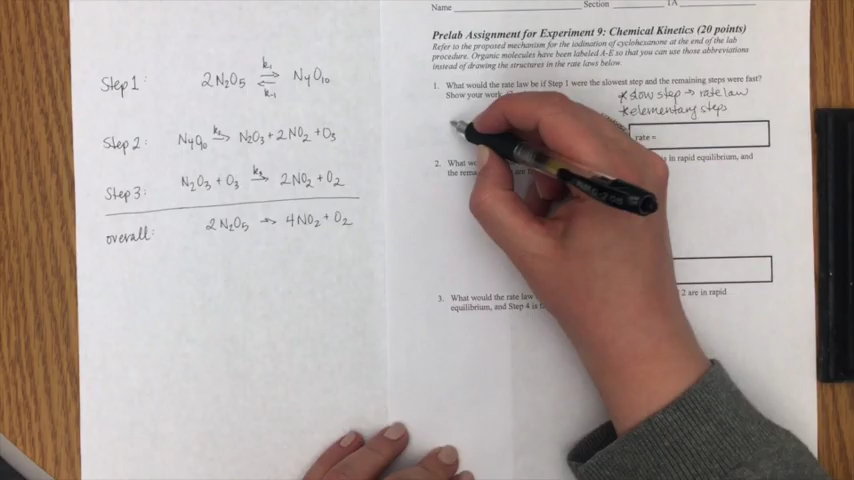 Step 1: 2N₂O₅ ⇌ N₄O₁₀
k₁
k₋₁
Step 2: N₄O₁₀ → N₂O₃ + 2NO₂ + O₃
Step 3: N₂O₃ + O₃ → 2NO₂ + O₂
overall: 2N₂O₅ → 4NO₂ + O₂
Name Section TA
Prelab Assignment for Experiment 9: Chemical Kinetics (20 points)
Refer to the proposed mechanism for the iodination of cyclohexanone at the end of the lab
procedure. Organic molecules have been labeled A-E so that you can use those abbreviations
instead of drawing the structures in the rate laws below.
1. What would the rate law be if Step 1 were the slowest step and the remaining steps were fast?
Show your work.
*slow step → rate law
*elementary steps
rate =
2. What in rapid equilibrium, and
the
3. What would the rate law 2 are in rapid
equilibrium, and Step 4 is